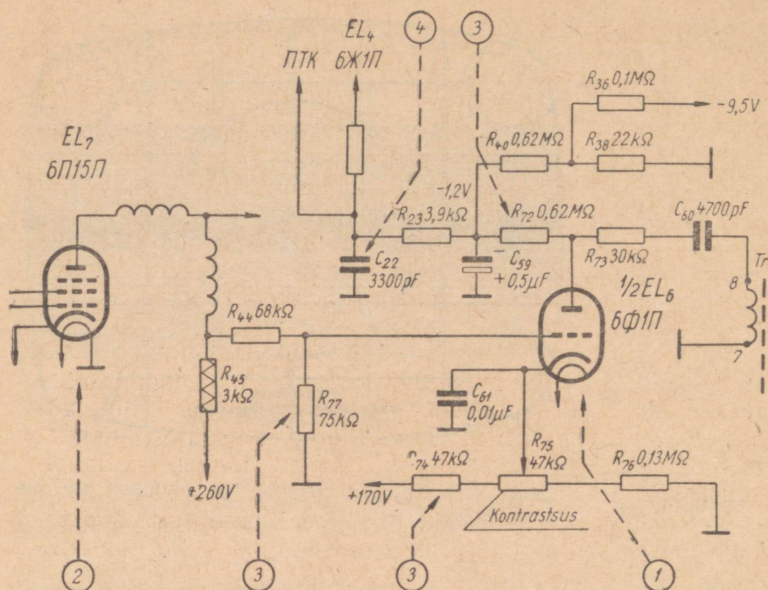 4
3
EL4
ПТК 6Ж1П
R36 0,1MΩ
-9,5V
EL7
6П15П
R40 0,62MΩ
R38 22kΩ
-1,2V
R23 3,9kΩ
R72 0,62MΩ
C60 4700pF
C22
3300pF
- C59
+ 0,5µF
R73 30kΩ
Tr
½EL6
6Ф1П
8
7
R44 68kΩ
R45
3kΩ
R77
75kΩ
C61
0,01µF
R75
47kΩ
74 47kΩ
R76 0,13MΩ
+260V
+170V
Kontrastsus
2
3
3
1